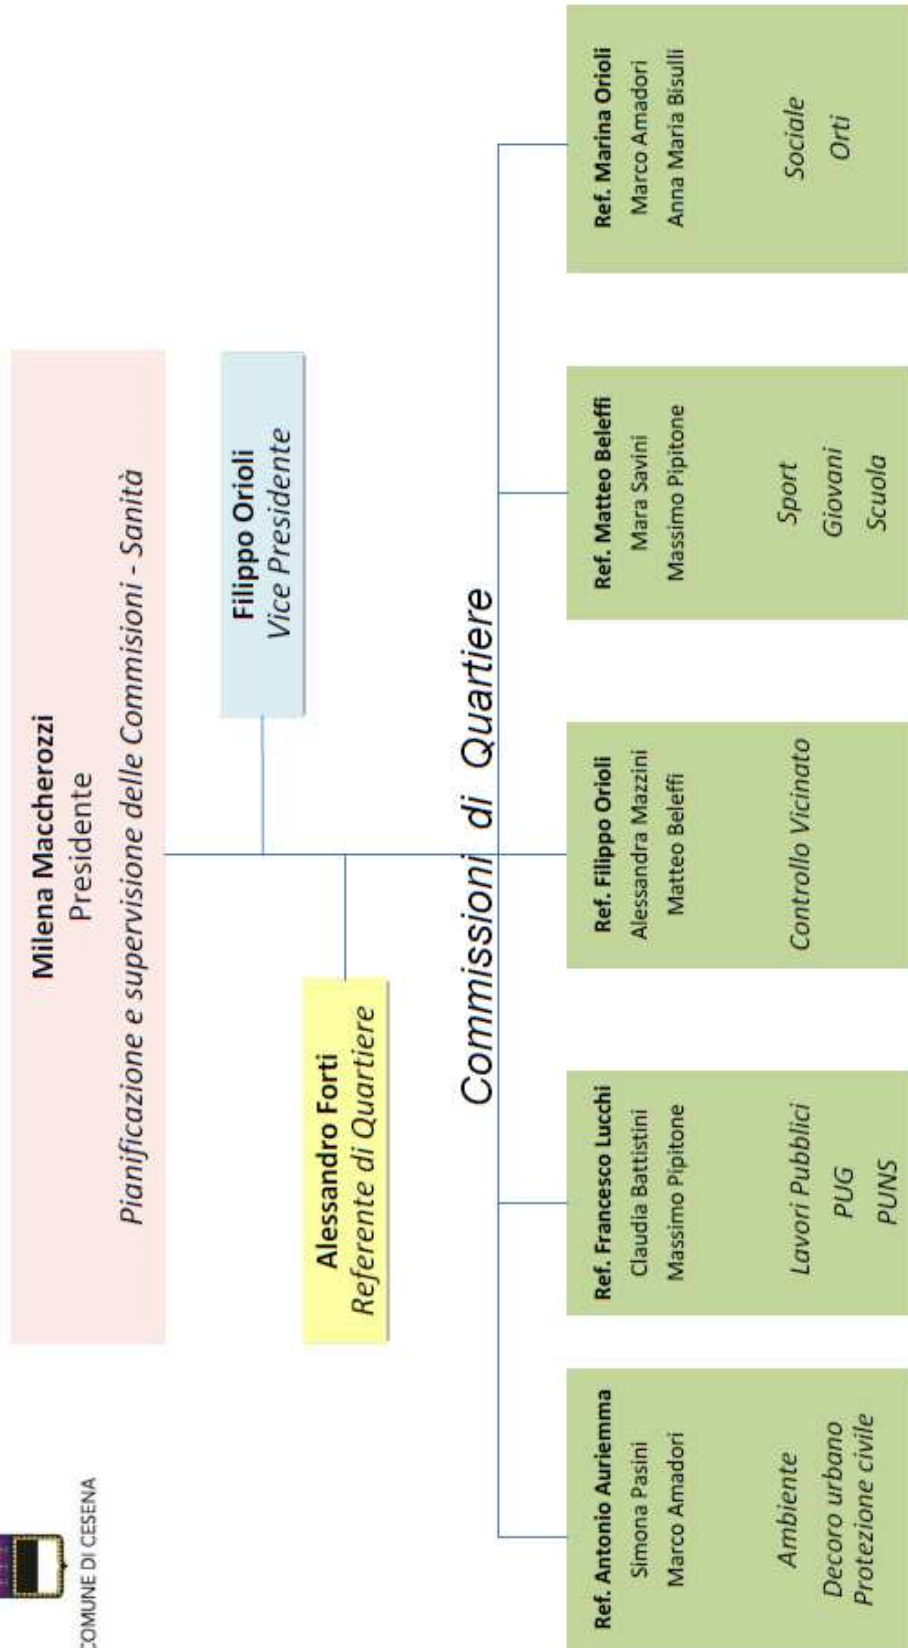 COMUNE DI CESENA
Milena Maccherozzi
Presidente
Pianificazione e supervisione delle Commisioni - Sanità
Filippo Orioli
Vice Presidente
Alessandro Forti
Referente di Quartiere
Commissioni di Quartiere
Ref. Antonio Auriemma
Simona Pasini
Marco Amadori
Ambiente
Decoro urbano
Protezione civile
Ref. Francesco Lucchi
Claudia Battistini
Massimo Pipitone
Lavori Pubblici
PUG
PUNS
Ref. Filippo Orioli
Alessandra Mazzini
Matteo Beleffi
Controllo Vicinato
Ref. Matteo Beleffi
Mara Savini
Massimo Pipitone
Sport
Giovani
Scuola
Ref. Marina Orioli
Marco Amadori
Anna Maria Bisulli
Sociale
Orti